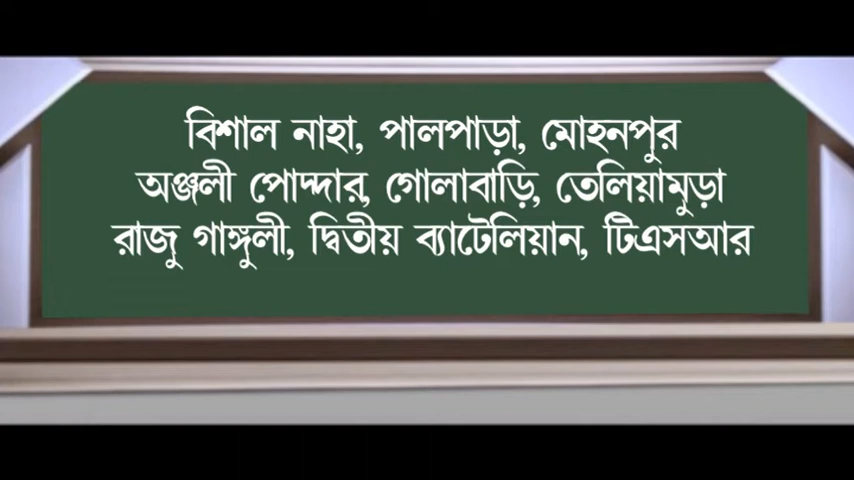 বিশাল নাহা, পালপাড়া, মোহনপুর
অঞ্জলী পোদ্দার, গোলাবাড়ি, তেলিয়ামুড়া
রাজু গাঙ্গুলী, দ্বিতীয় ব্যাটেলিয়ান, টিএসআর